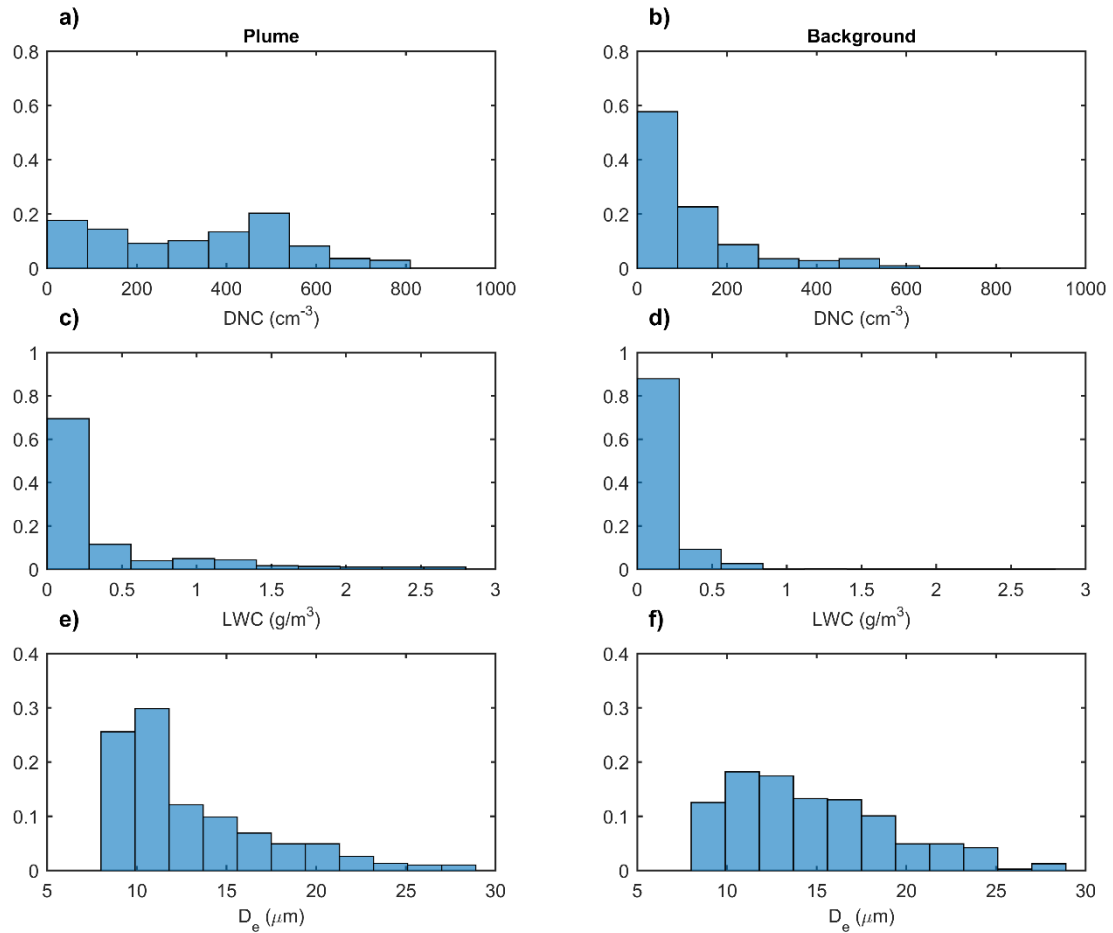 a)
Plume
0.8
0.6
0.4
0.2
0
0 200 400 600 800 1000
DNC (cm-3)
b)
Background
0.8
0.6
0.4
0.2
0
0 200 400 600 800 1000
DNC (cm-3)
c)
1
0.8
0.6
0.4
0.2
0
0 0.5 1 1.5 2 2.5 3
LWC (g/m3)
d)
1
0.8
0.6
0.4
0.2
0
0 0.5 1 1.5 2 2.5 3
LWC (g/m3)
e)
0.4
0.3
0.2
0.1
0
5 10 15 20 25 30
De (μm)
f)
0.4
0.3
0.2
0.1
0
5 10 15 20 25 30
De (μm)